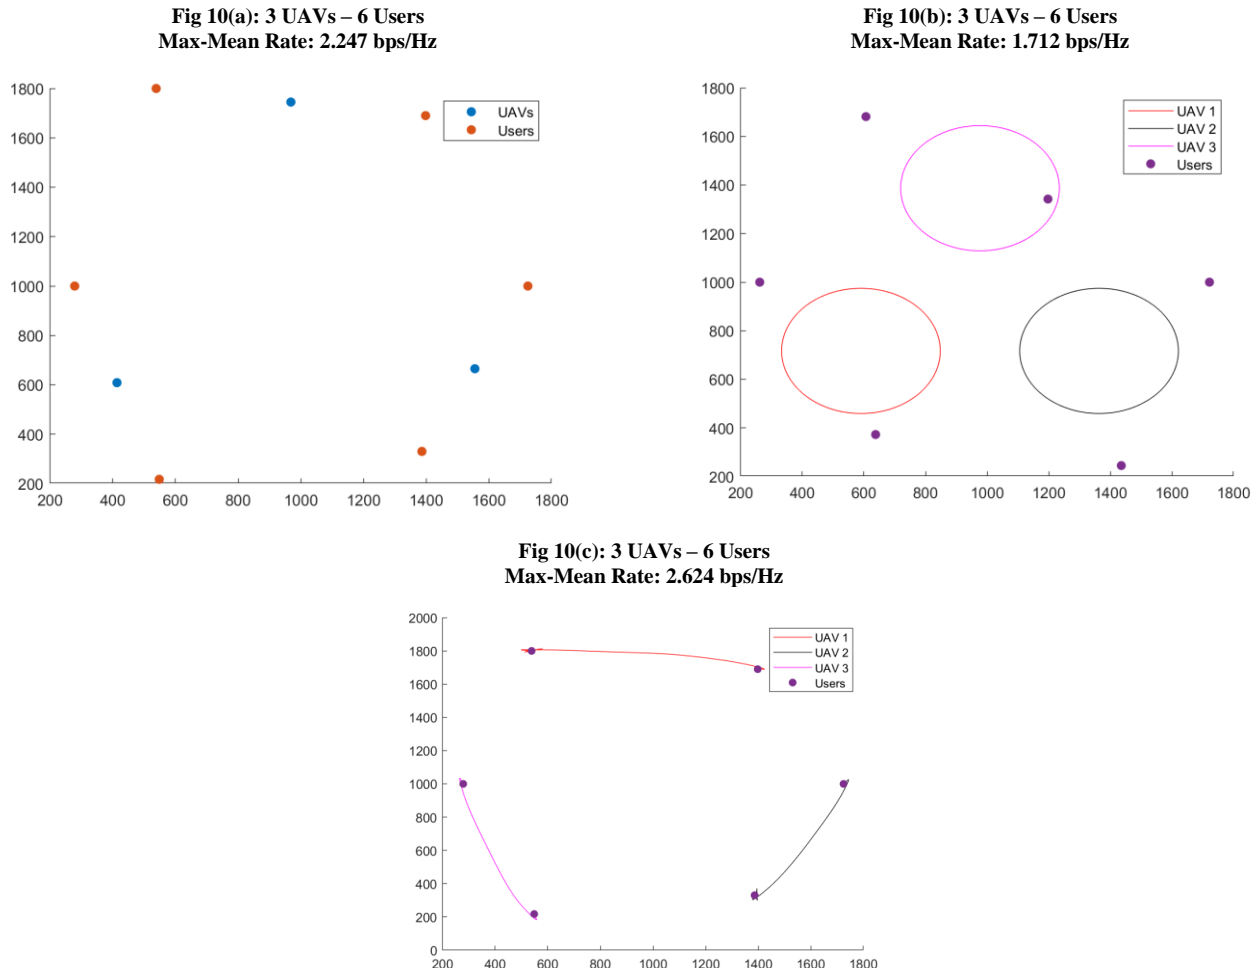 Fig 10(a): 3 UAVs – 6 Users
Max-Mean Rate: 2.247 bps/Hz
1800
1600
1400
1200
1000
800
600
400
200
200 400 600 800 1000 1200 1400 1600 1800
UAVs
Users
Fig 10(b): 3 UAVs – 6 Users
Max-Mean Rate: 1.712 bps/Hz
1800
1600
1400
1200
1000
800
600
400
200
200 400 600 800 1000 1200 1400 1600 1800
UAV 1
UAV 2
UAV 3
Users
Fig 10(c): 3 UAVs – 6 Users
Max-Mean Rate: 2.624 bps/Hz
2000
1800
1600
1400
1200
1000
800
600
400
200
0
200 400 600 800 1000 1200 1400 1600 1800
UAV 1
UAV 2
UAV 3
Users